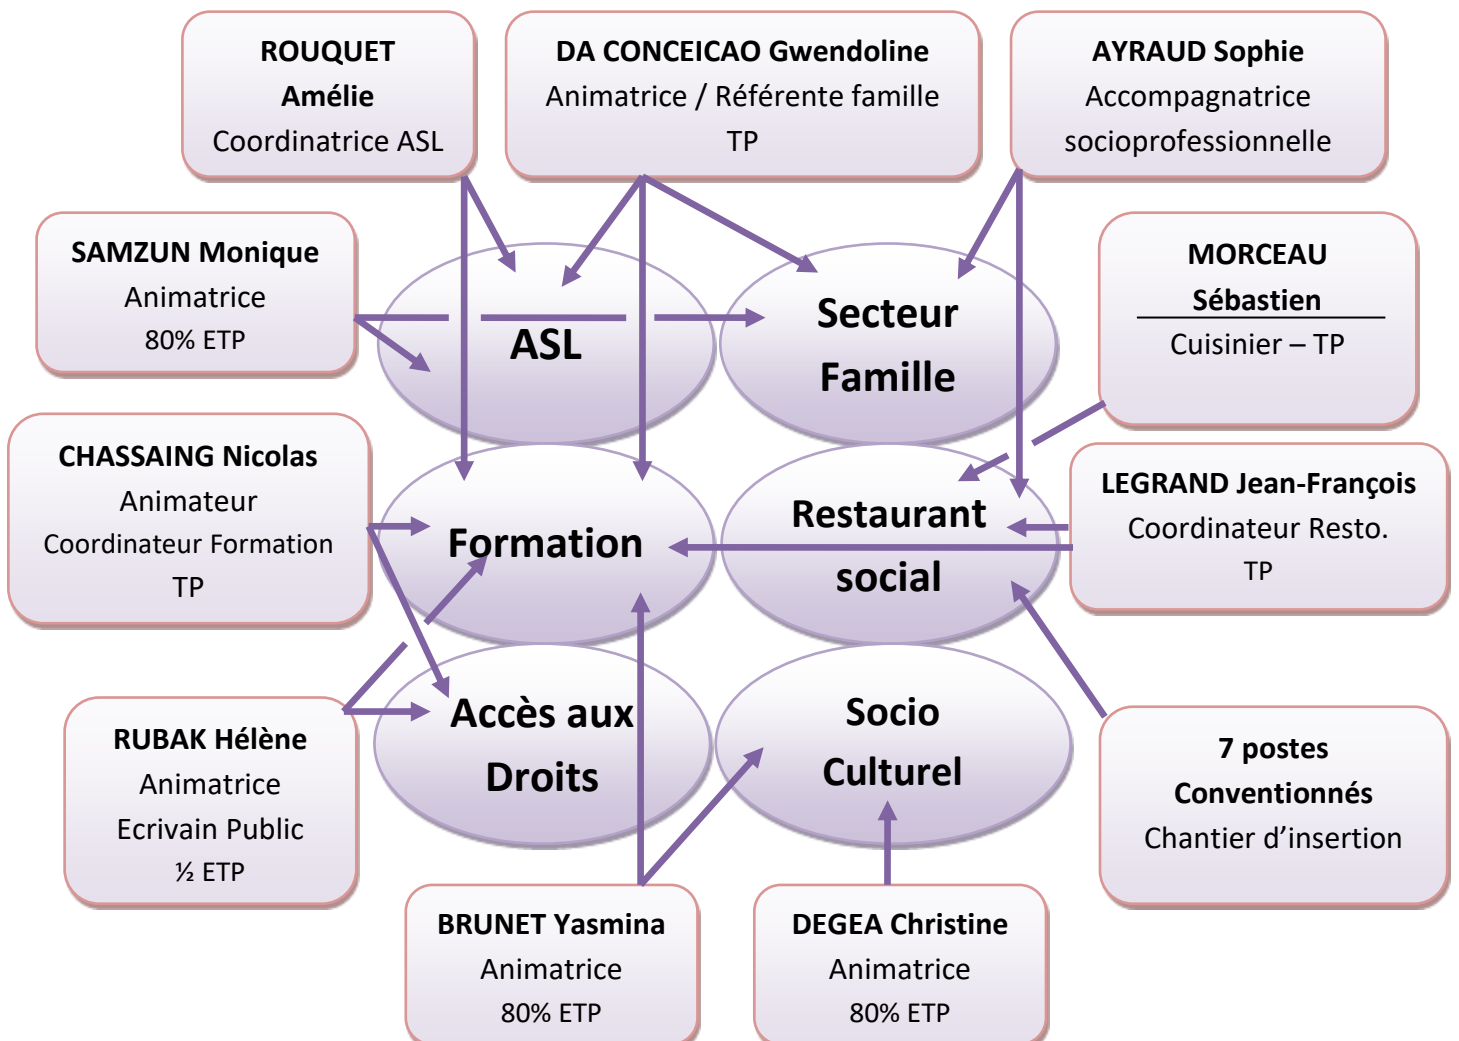 ROUQUET
Amélie
Coordinatrice ASL
DA CONCEICAO Gwendoline
Animatrice / Référente famille
TP
AYRAUD Sophie
Accompagnatrice
socioprofessionnelle
SAMZUN Monique
Animatrice
80% ETP
ASL
Secteur
Famille
MORCEAU
Sébastien
Cuisinier – TP
CHASSAING Nicolas
Animateur
Coordinateur Formation
TP
Formation
Restaurant
social
LEGRAND Jean-François
Coordinateur Resto.
TP
RUBAK Hélène
Animatrice
Ecrivain Public
½ ETP
Accès aux
Droits
Socio
Culturel
7 postes
Conventionnés
Chantier d’insertion
BRUNET Yasmina
Animatrice
80% ETP
DEGEA Christine
Animatrice
80% ETP